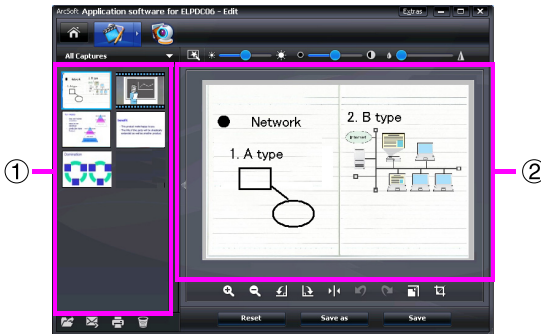 ArcSoft Application software for ELPDC06 - Edit
Extras
All Captures
1
2
Network
1. A type
2. B type
Internet
Reset
Save as
Save